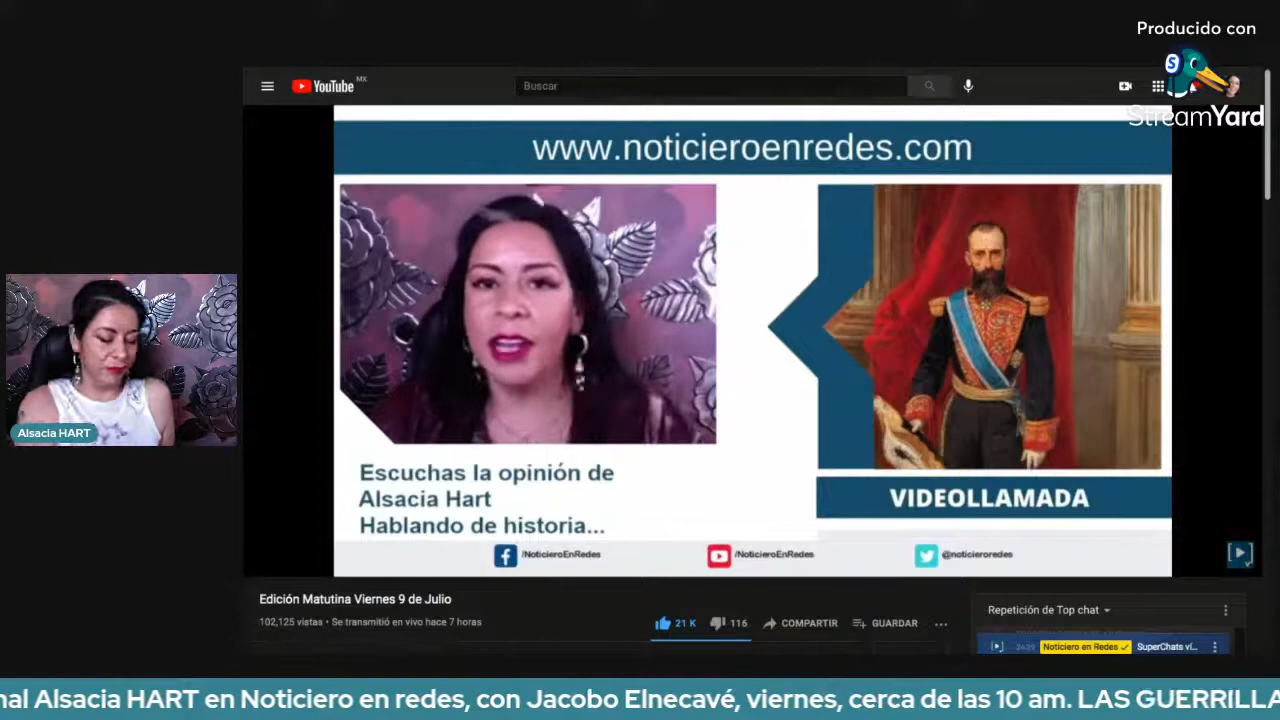 Producido con
StreamYard
YouTube MX
Buscar
www.noticieroenredes.com
Alsacia HART
Escuchas la opinión de
Alsacia Hart
Hablando de historia...
VIDEOLLAMADA
/NoticieroEnRedes
/NoticieroEnRedes
@noticieroredes
Edición Matutina Viernes 9 de Julio
102,125 vistas • Se transmitió en vivo hace 7 horas
21 K
116
COMPARTIR
GUARDAR
Repetición de Top chat
Noticiero en Redes
SuperChats ví...
nal Alsacia HART en Noticiero en redes, con Jacobo Elnecavé, viernes, cerca de las 10 am. LAS GUERRILLA